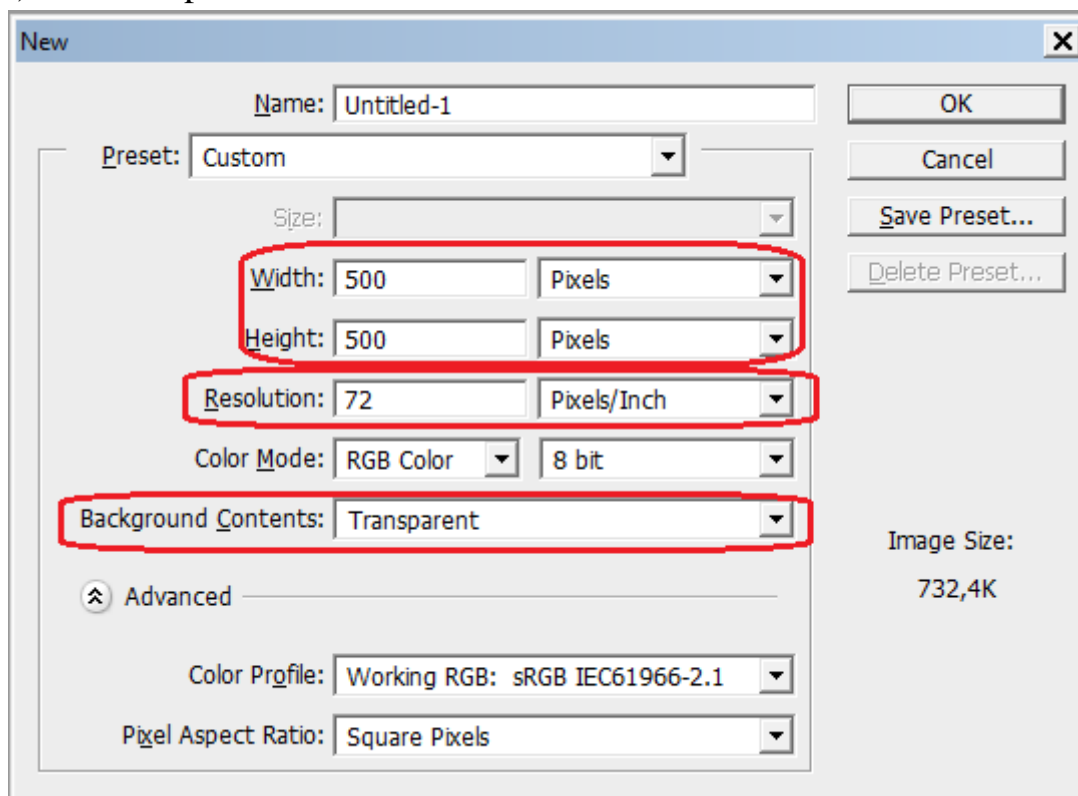 New
Name: Untitled-1
OK
Preset: Custom
Cancel
Size:
Save Preset...
Width: 500 Pixels
Delete Preset...
Height: 500 Pixels
Resolution: 72 Pixels/Inch
Color Mode: RGB Color 8 bit
Background Contents: Transparent
Image Size:
732,4K
Advanced
Color Profile: Working RGB: sRGB IEC61966-2.1
Pixel Aspect Ratio: Square Pixels